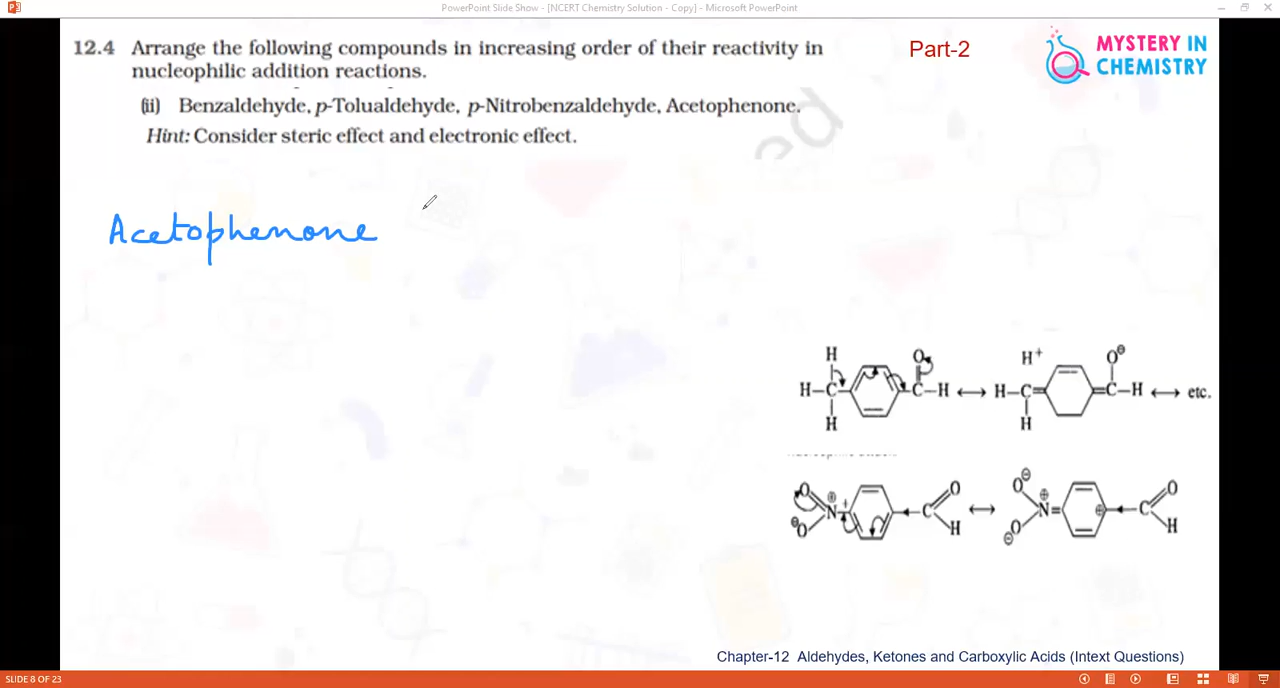 PowerPoint Slide Show - [NCERT Chemistry Solution - Copy] - Microsoft PowerPoint
12.4 Arrange the following compounds in increasing order of their reactivity in
nucleophilic addition reactions.
Part-2
MYSTERY IN
CHEMISTRY
(ii) Benzaldehyde, p-Tolualdehyde, p-Nitrobenzaldehyde, Acetophenone.
Hint: Consider steric effect and electronic effect.
Acetophenone
H O H+ O⊖
H–C C–H ⟷ H–C= =C–H ⟷ etc.
H H
O ⊕ + O O⊖ ⊕ O
N C ⟷ N= ⊕ C
⊖O H O⊖ H
Chapter-12 Aldehydes, Ketones and Carboxylic Acids (Intext Questions)
SLIDE 8 OF 23